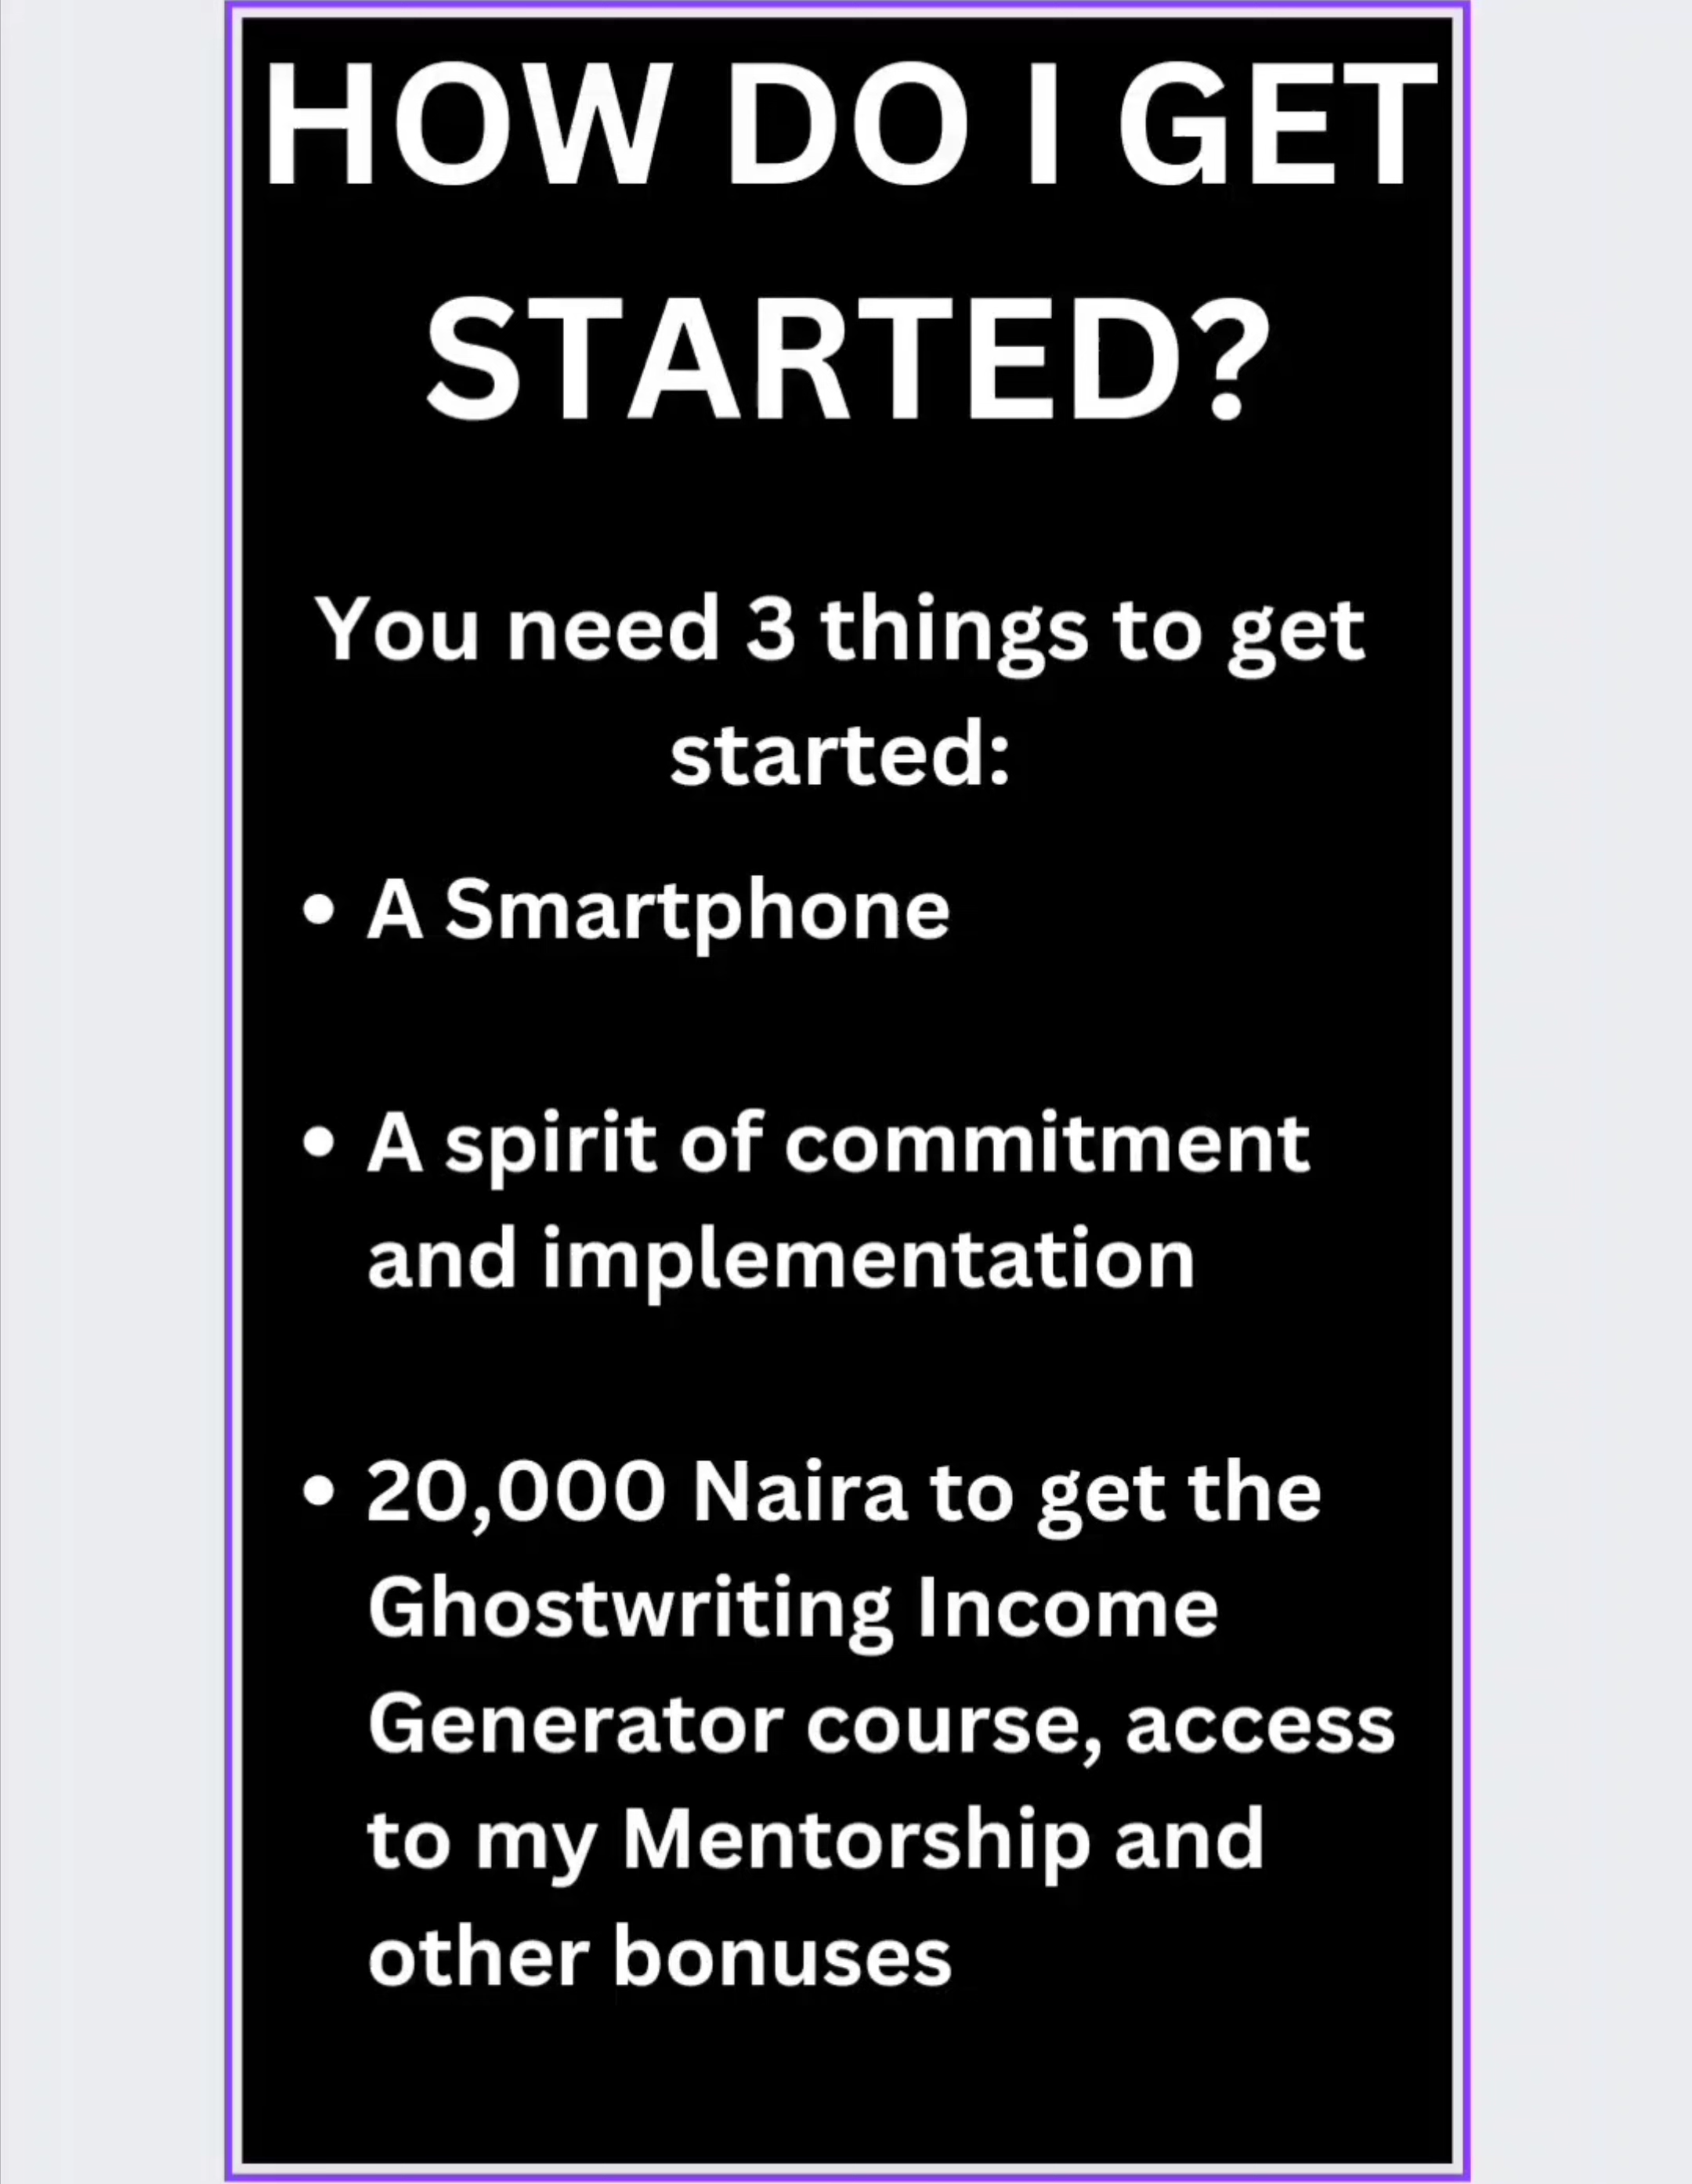 HOW DO I GET
STARTED?
You need 3 things to get
started:
• A Smartphone
• A spirit of commitment
and implementation
• 20,000 Naira to get the
Ghostwriting Income
Generator course, access
to my Mentorship and
other bonuses